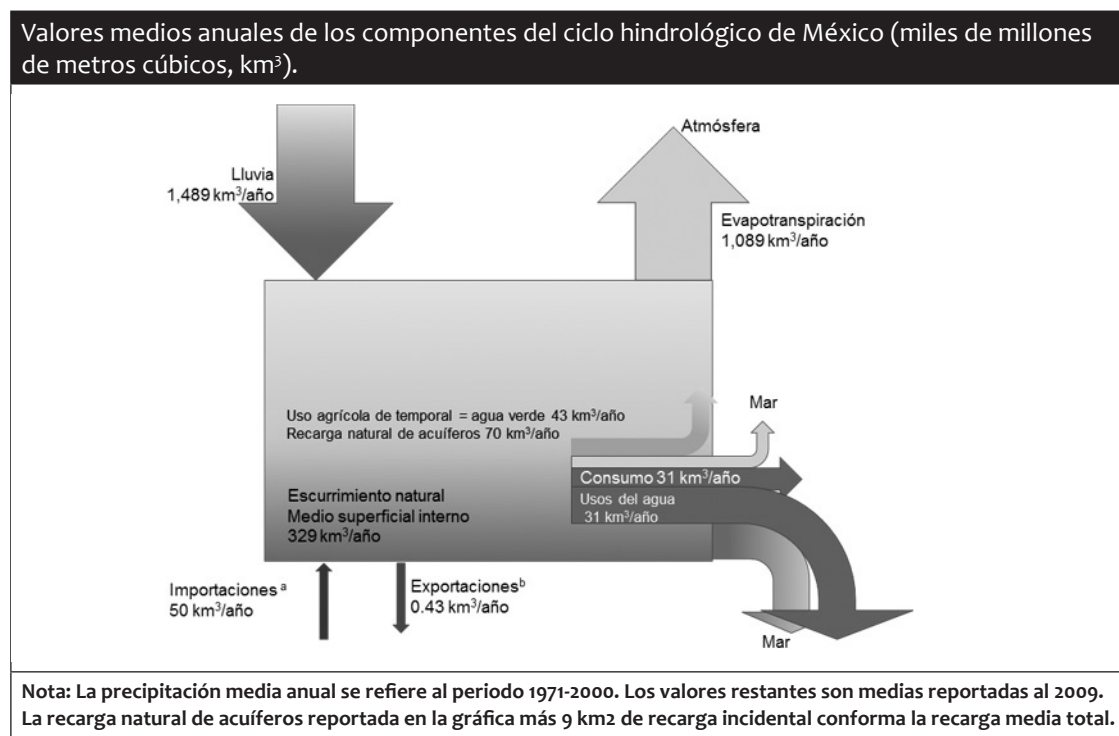 Valores medios anuales de los componentes del ciclo hindrológico de México (miles de millones
de metros cúbicos, km³).
Atmósfera
Lluvia
1,489 km³/año
Evapotranspiración
1,089 km³/año
Mar
Uso agrícola de temporal = agua verde 43 km³/año
Recarga natural de acuíferos 70 km³/año
Consumo 31 km³/año
Usos del agua
31 km³/año
Escurrimiento natural
Medio superficial interno
329 km³/año
Importaciones ª
50 km³/año
Exportacionesᵇ
0.43 km³/año
Mar
Nota: La precipitación media anual se refiere al periodo 1971-2000. Los valores restantes son medias reportadas al 2009.
La recarga natural de acuíferos reportada en la gráfica más 9 km2 de recarga incidental conforma la recarga media total.